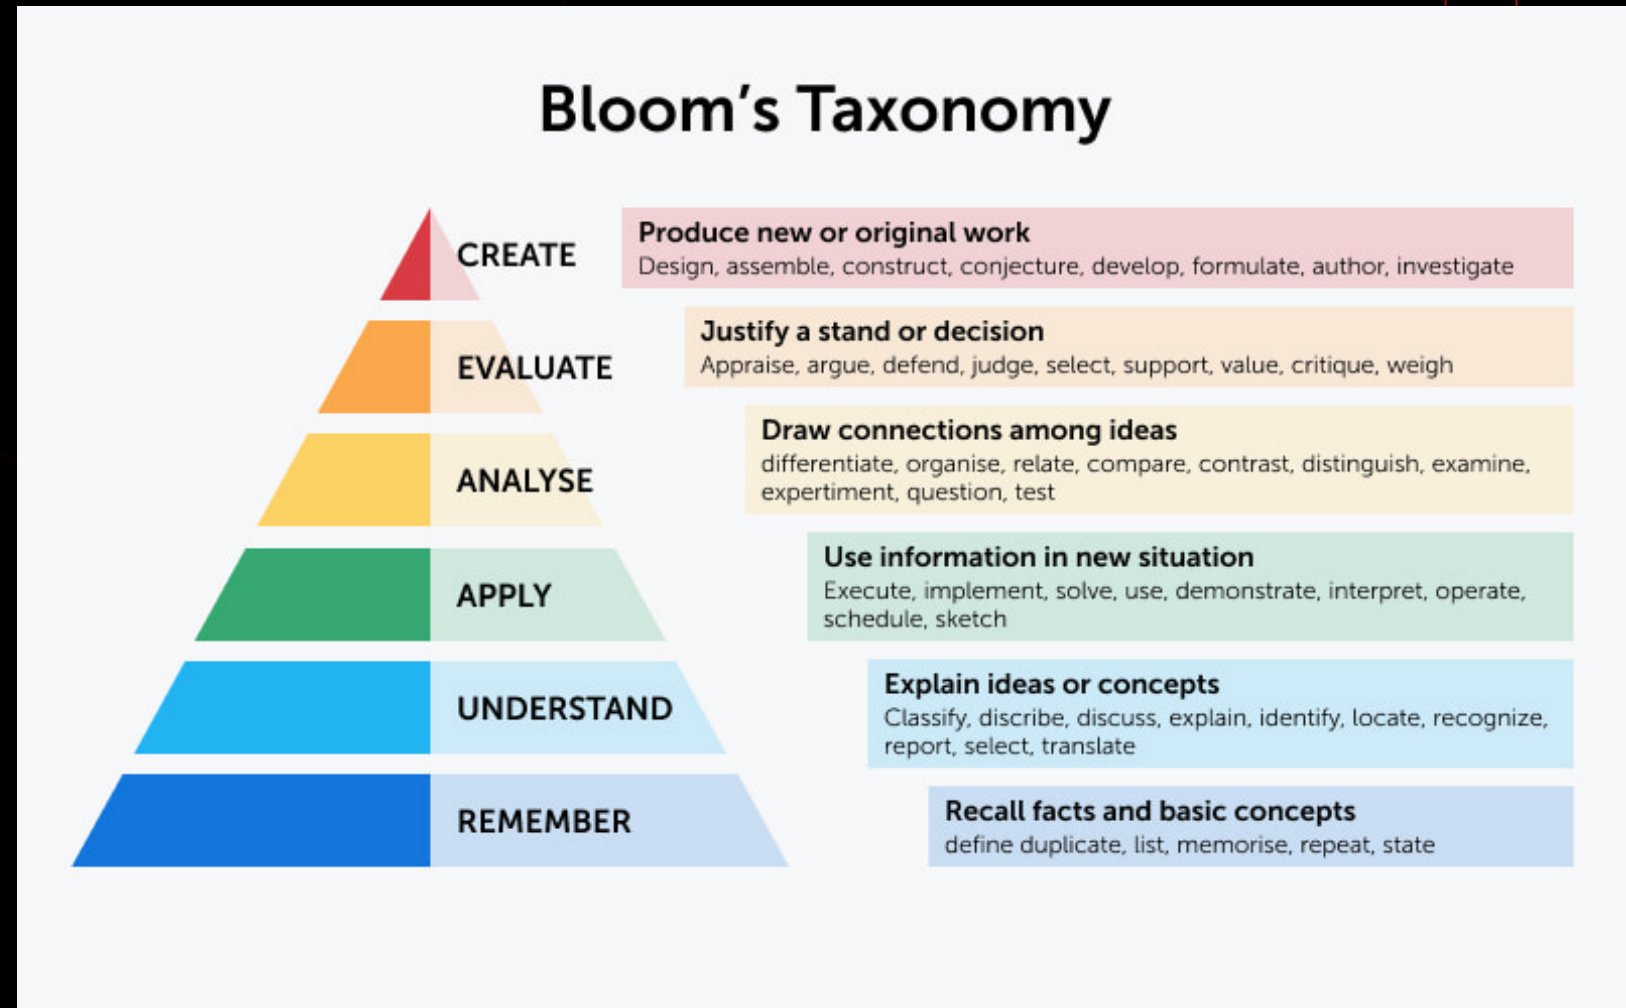 Bloom’s Taxonomy
CREATE
Produce new or original work
Design, assemble, construct, conjecture, develop, formulate, author, investigate
EVALUATE
Justify a stand or decision
Appraise, argue, defend, judge, select, support, value, critique, weigh
ANALYSE
Draw connections among ideas
differentiate, organise, relate, compare, contrast, distinguish, examine,
expertiment, question, test
APPLY
Use information in new situation
Execute, implement, solve, use, demonstrate, interpret, operate,
schedule, sketch
UNDERSTAND
Explain ideas or concepts
Classify, discribe, discuss, explain, identify, locate, recognize,
report, select, translate
REMEMBER
Recall facts and basic concepts
define duplicate, list, memorise, repeat, state